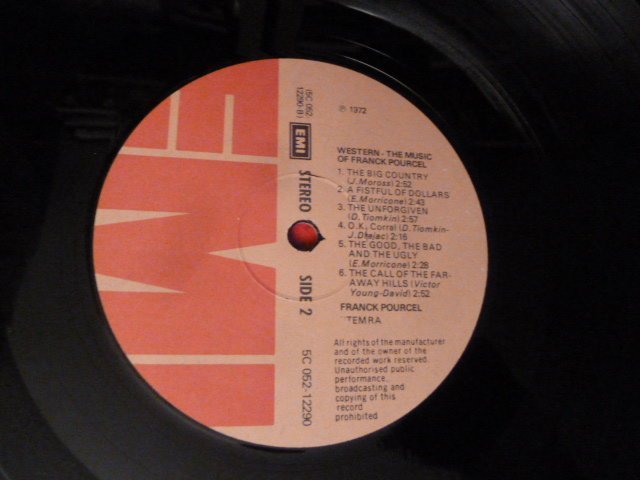 EMI
(5C 052
12290-B)
EMI
STEREO
SIDE 2
5C 052-12290
℗ 1972
WESTERN - THE MUSIC
OF FRANCK POURCEL
1. THE BIG COUNTRY
(J. Moross) 2:52
2. A FISTFUL OF DOLLARS
(E. Morricone) 2:43
3. THE UNFORGIVEN
(D. Tiomkin) 2:57
4. O.K. Corral (D. Tiomkin-
J. 2:16
5. THE GOOD, THE BAD
AND THE UGLY
(E. Morricone) 2:28
6. THE CALL OF THE FAR-
AWAY HILLS (Victor
Young-David) 2:52
FRANCK POURCEL
TEMRA
All rights of the manufacturer
and of the owner of the
recorded work reserved.
Unauthorised public
performance,
broadcasting and
copying of this
record
prohibited